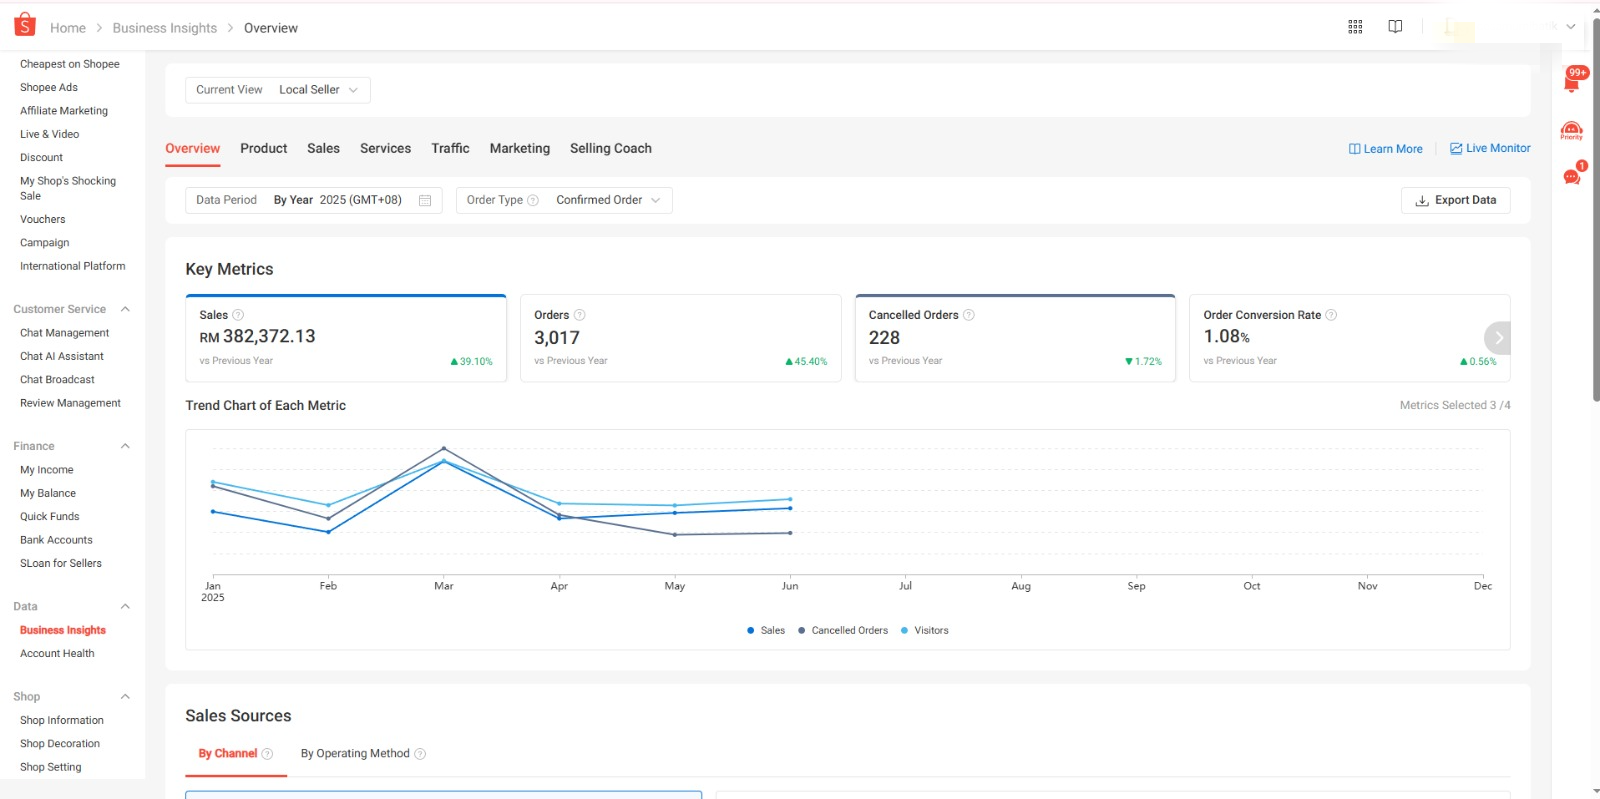 Home > Business Insights > Overview
Cheapest on Shopee
Shopee Ads
Affiliate Marketing
Live & Video
Discount
My Shop's Shocking
Sale
Vouchers
Campaign
International Platform
Customer Service
Chat Management
Chat AI Assistant
Chat Broadcast
Review Management
Finance
My Income
My Balance
Quick Funds
Bank Accounts
SLoan for Sellers
Data
Business Insights
Account Health
Shop
Shop Information
Shop Decoration
Shop Setting
Current View Local Seller
Overview Product Sales Services Traffic Marketing Selling Coach
Learn More Live Monitor
Data Period By Year 2025 (GMT+08) Order Type Confirmed Order
Export Data
Key Metrics
Sales
RM 382,372.13
vs Previous Year 39.10%
Orders
3,017
vs Previous Year 45.40%
Cancelled Orders
228
vs Previous Year 1.72%
Order Conversion Rate
1.08%
vs Previous Year 0.56%
Trend Chart of Each Metric
Metrics Selected 3 /4
Jan Feb Mar Apr May Jun Jul Aug Sep Oct Nov Dec
2025
Sales Cancelled Orders Visitors
Sales Sources
By Channel By Operating Method
99+
Priority
1